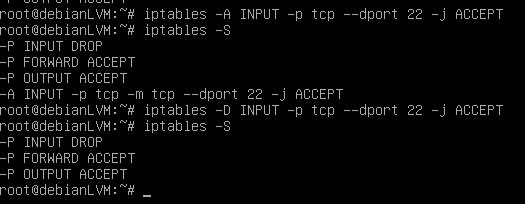 -P OUTPUT ACCEPT
root@debianLVM:~# iptables -A INPUT -p tcp --dport 22 -j ACCEPT
root@debianLVM:~# iptables -S
-P INPUT DROP
-P FORWARD ACCEPT
-P OUTPUT ACCEPT
-A INPUT -p tcp -m tcp --dport 22 -j ACCEPT
root@debianLVM:~# iptables -D INPUT -p tcp --dport 22 -j ACCEPT
root@debianLVM:~# iptables -S
-P INPUT DROP
-P FORWARD ACCEPT
-P OUTPUT ACCEPT
root@debianLVM:~# _